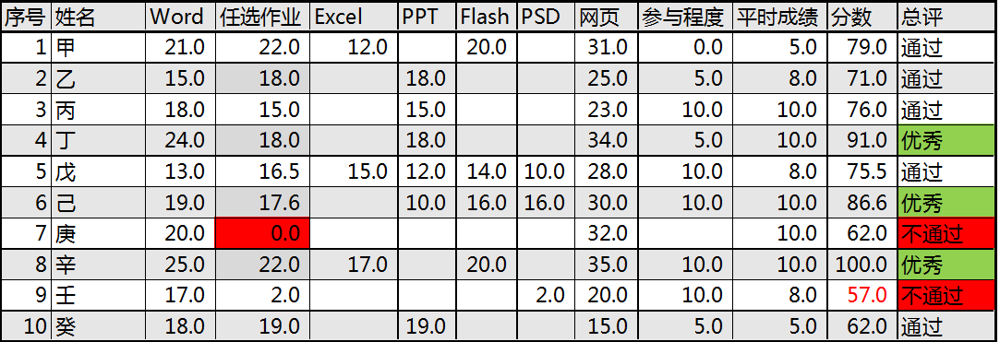 序号 姓名 Word 任选作业 Excel PPT Flash PSD 网页 参与程度 平时成绩 分数 总评
1 甲 21.0 22.0 12.0 20.0 31.0 0.0 5.0 79.0 通过
2 乙 15.0 18.0 18.0 25.0 5.0 8.0 71.0 通过
3 丙 18.0 15.0 15.0 23.0 10.0 10.0 76.0 通过
4 丁 24.0 18.0 18.0 34.0 5.0 10.0 91.0 优秀
5 戊 13.0 16.5 15.0 12.0 14.0 10.0 28.0 10.0 8.0 75.5 通过
6 己 19.0 17.6 10.0 16.0 16.0 30.0 10.0 10.0 86.6 优秀
7 庚 20.0 0.0 32.0 10.0 62.0 不通过
8 辛 25.0 22.0 17.0 20.0 35.0 10.0 10.0 100.0 优秀
9 壬 17.0 2.0 2.0 20.0 10.0 8.0 57.0 不通过
10 癸 18.0 19.0 19.0 15.0 5.0 5.0 62.0 通过